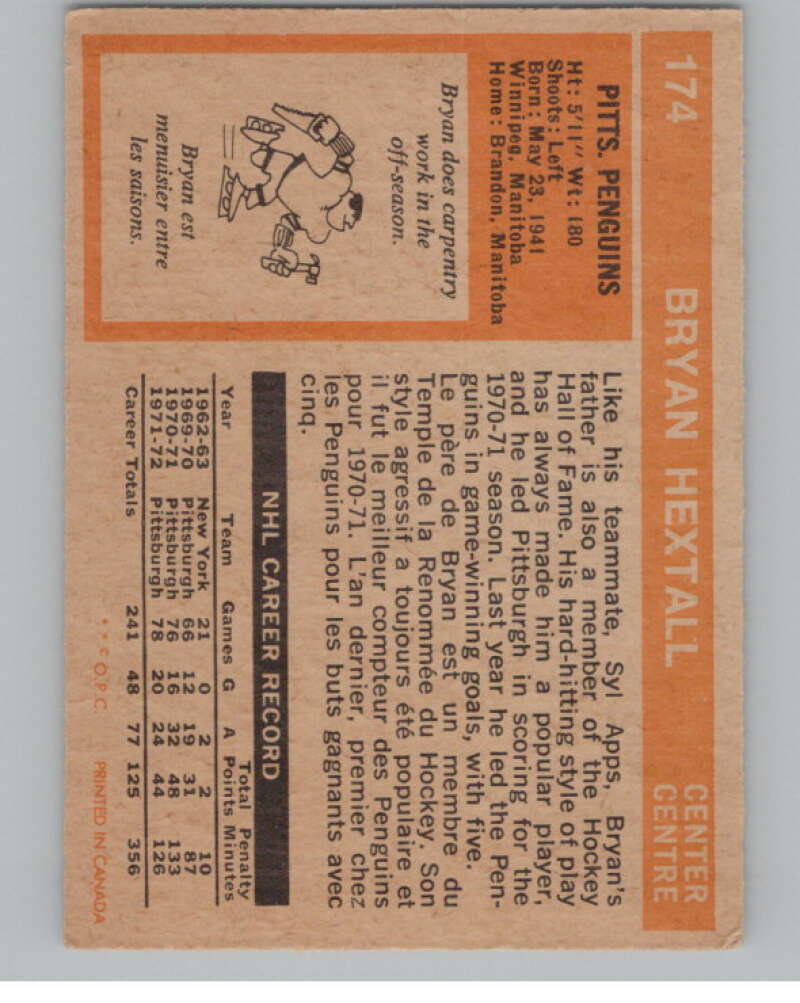 174 BRYAN HEXTALL CENTER
CENTRE
PITTS. PENGUINS
Ht: 5'11" Wt: 180
Shoots: Left
Born: May 23, 1941
Winnipeg, Manitoba
Home: Brandon, Manitoba
Bryan does carpentry
work in the
off-season.
Bryan est
menuisier entre
les saisons.
Like his teammate, Syl Apps, Bryan's
father is also a member of the Hockey
Hall of Fame. His hard-hitting style of play
has always made him a popular player,
and he led Pittsburgh in scoring for the
1970-71 season. Last year he led the Pen-
guins in game-winning goals, with five.
Le père de Bryan est un membre du
Temple de la Renommée du Hockey. Son
style agressif a toujours été populaire et
il fut le meilleur compteur des Penguins
pour 1970-71. L'an dernier, premier chez
les Penguins pour les buts gagnants avec
cinq.
NHL CAREER RECORD
Total Penalty
Year Team Games G A Points Minutes
1962-63 New York 21 0 2 2 10
1969-70 Pittsburgh 66 12 19 31 87
1970-71 Pittsburgh 76 16 32 48 133
1971-72 Pittsburgh 78 20 24 44 126
Career Totals 241 48 77 125 356
* * © O.P.C. PRINTED IN CANADA